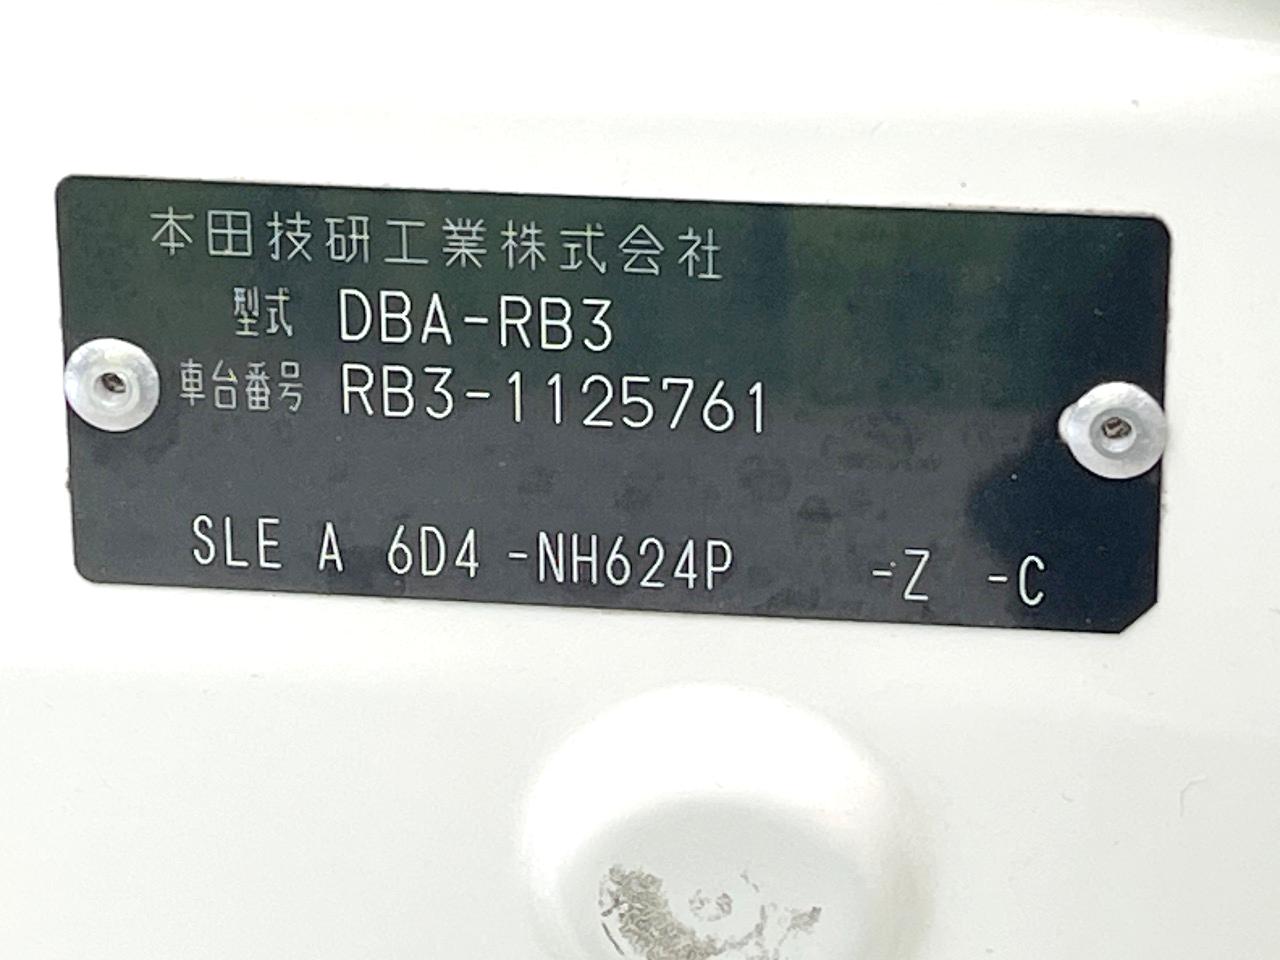 本田技研工業株式会社
型式 DBA-RB3
車台番号 RB3-1125761
SLE A 6D4 -NH624P -Z -C